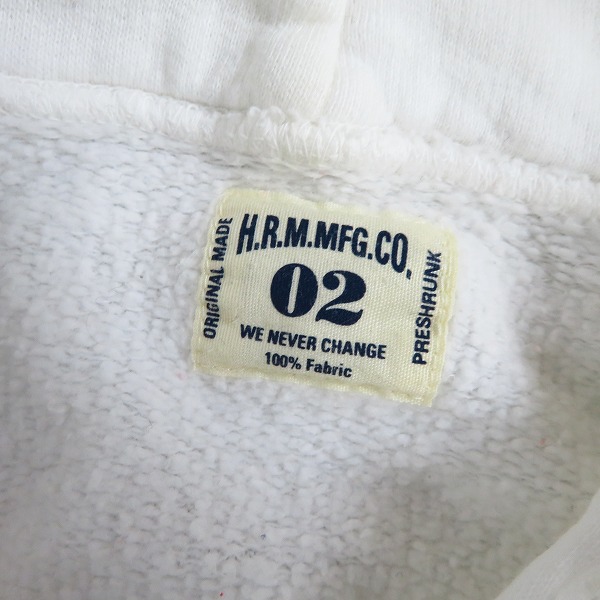 H.R.M.MFG.CO.
ORIGINAL MADE
02
PRESHRUNK
WE NEVER CHANGE
100% Fabric